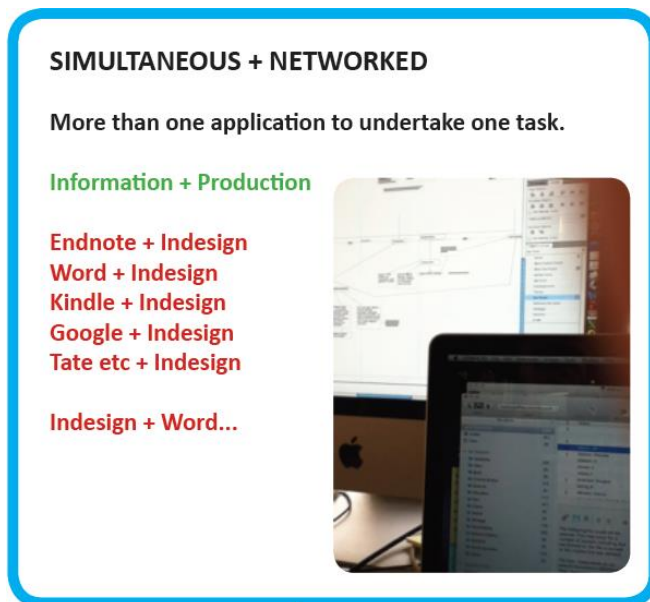 SIMULTANEOUS + NETWORKED
More than one application to undertake one task.
Information + Production
Endnote + Indesign
Word + Indesign
Kindle + Indesign
Google + Indesign
Tate etc + Indesign
Indesign + Word...